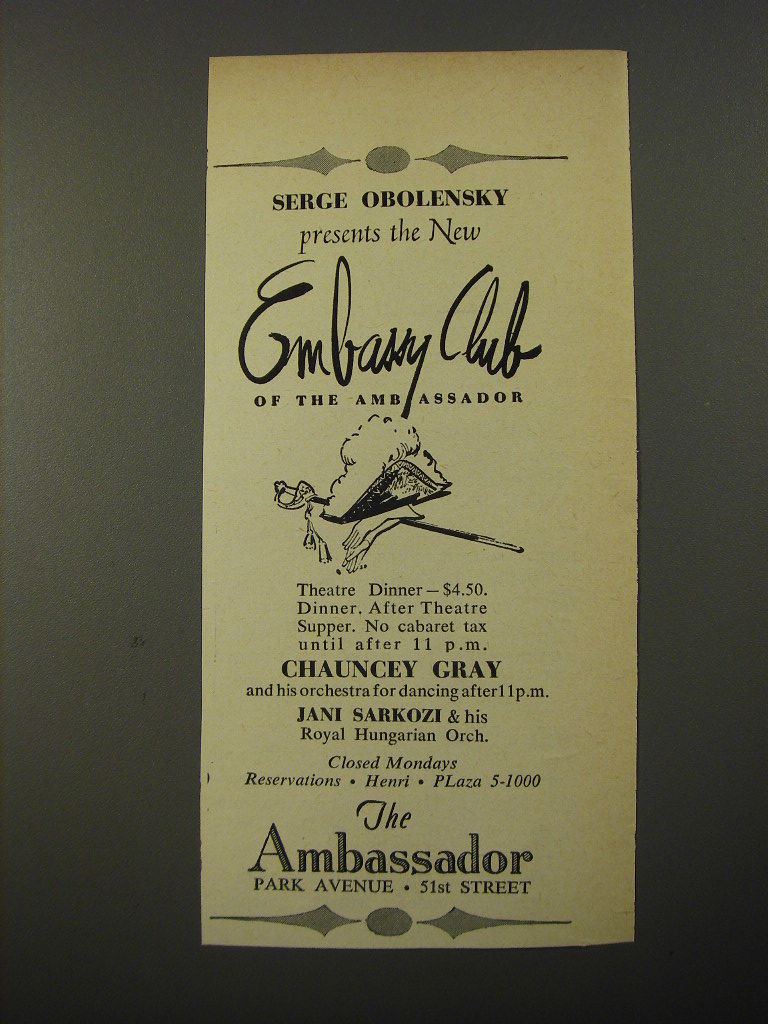 SERGE OBOLENSKY
presents the New
Embassy Club
OF THE AMBASSADOR
Theatre Dinner — $4.50.
Dinner. After Theatre
Supper. No cabaret tax
until after 11 p.m.
CHAUNCEY GRAY
and his orchestra for dancing after 11 p.m.
JANI SARKOZI & his
Royal Hungarian Orch.
Closed Mondays
Reservations • Henri • PLaza 5-1000
The
Ambassador
PARK AVENUE • 51st STREET